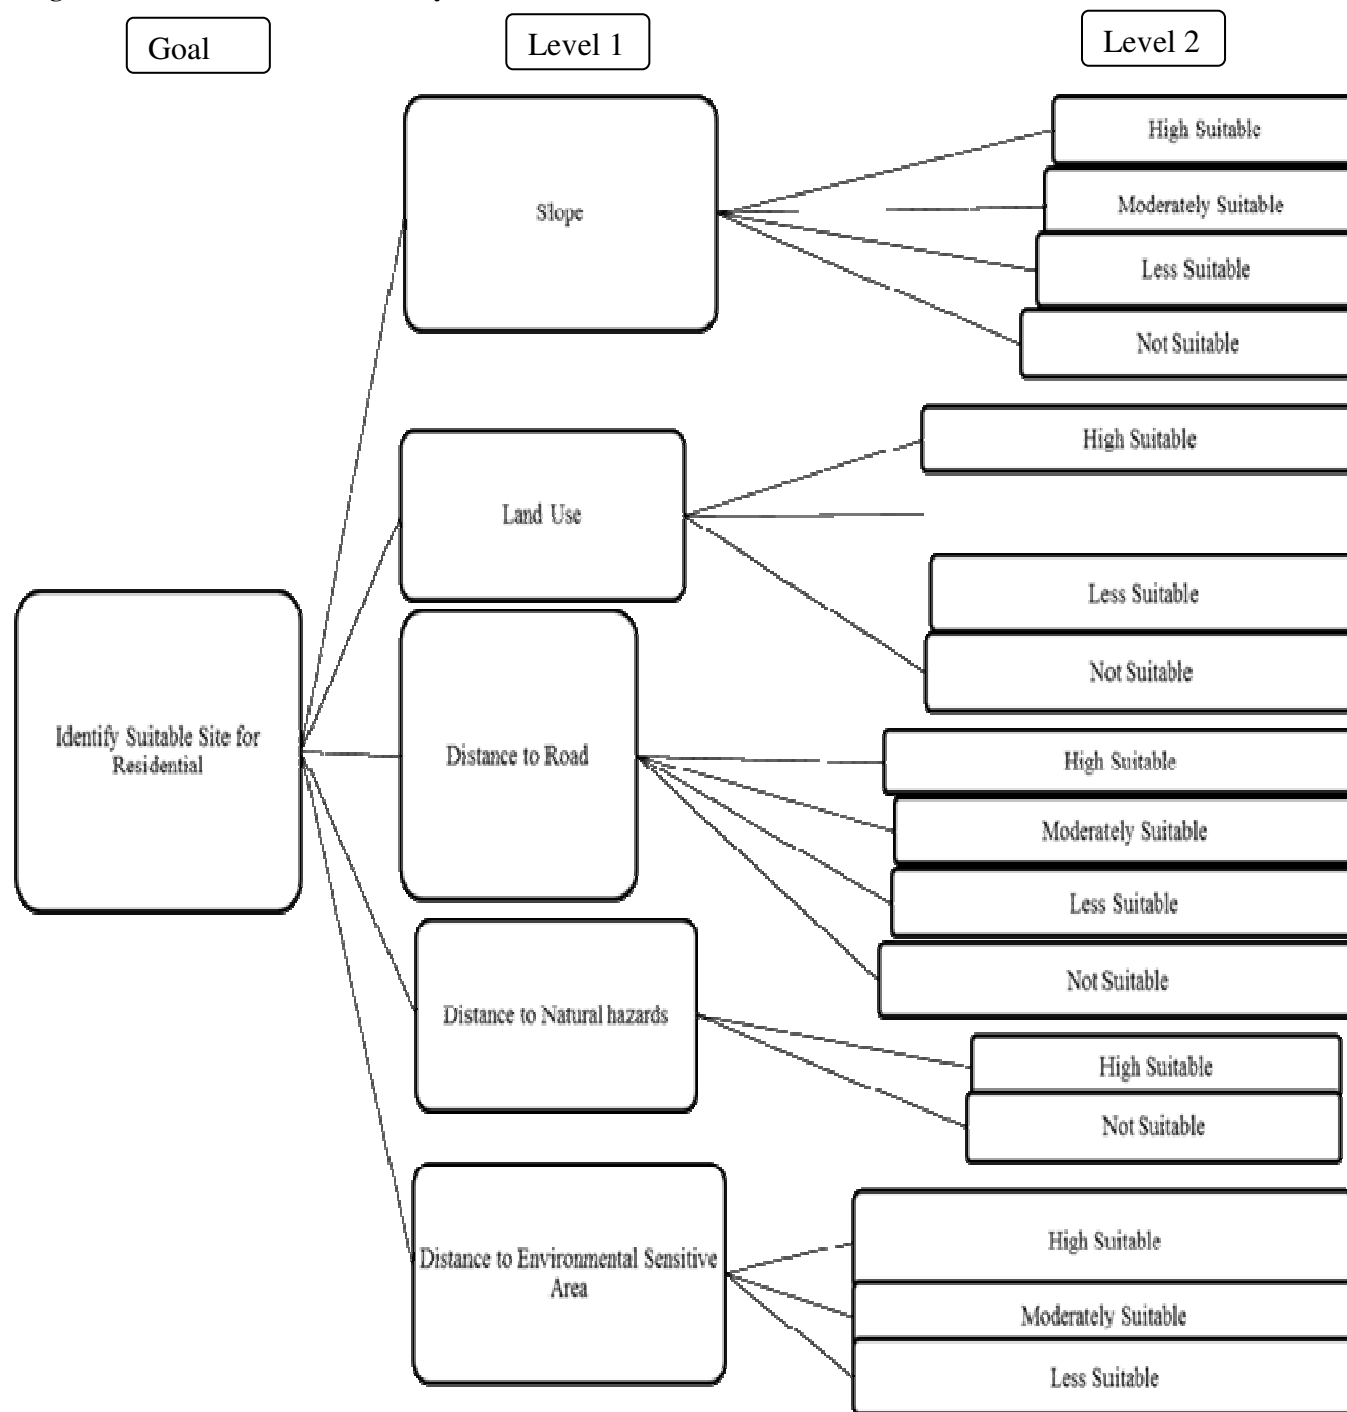 Goal
Level 1
Level 2
Slope
High Suitable
Moderately Suitable
Less Suitable
Not Suitable
Land Use
High Suitable
Less Suitable
Not Suitable
Identify Suitable Site for
Residential
Distance to Road
High Suitable
Moderately Suitable
Less Suitable
Not Suitable
Distance to Natural hazards
High Suitable
Not Suitable
Distance to Environmental Sensitive
Area
High Suitable
Moderately Suitable
Less Suitable